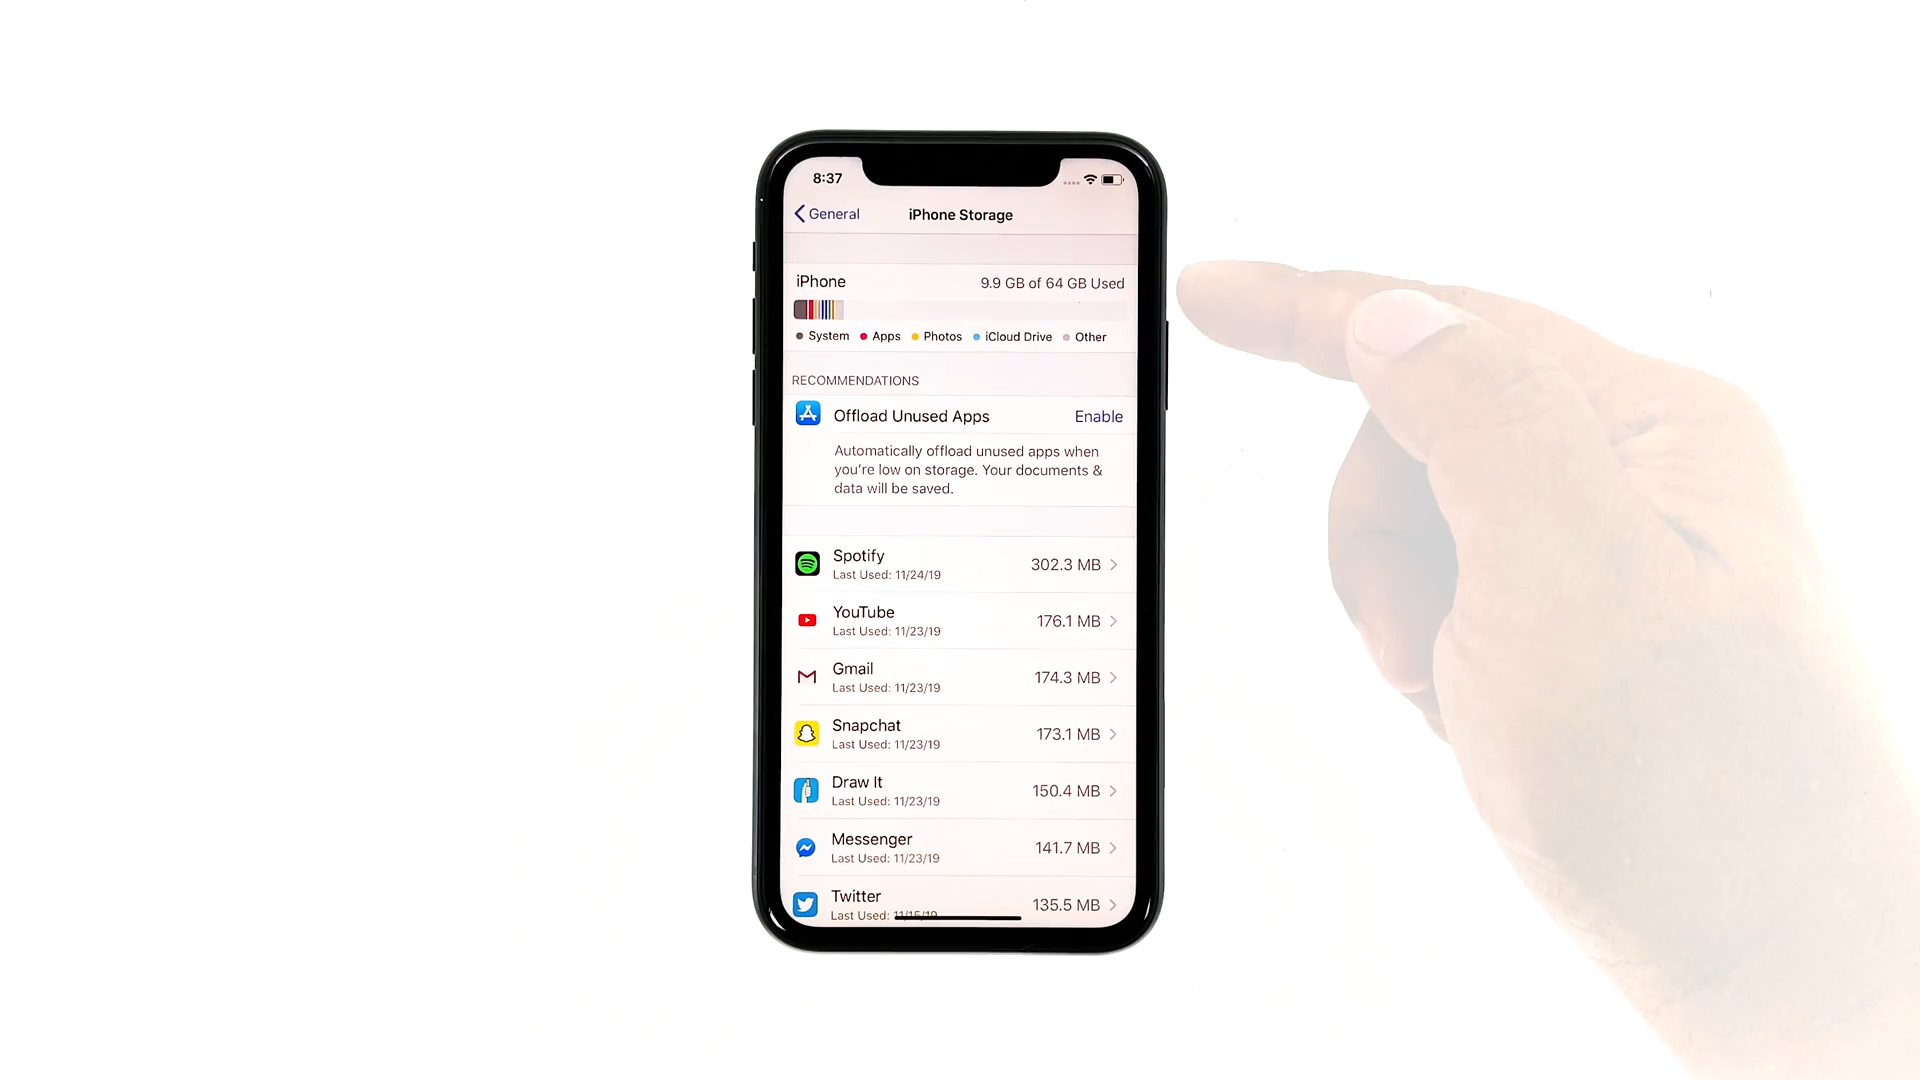 8:37
General
iPhone Storage
iPhone
9.9 GB of 64 GB Used
System Apps Photos iCloud Drive Other
RECOMMENDATIONS
Offload Unused Apps
Enable
Automatically offload unused apps when
you're low on storage. Your documents &
data will be saved.
Spotify
Last Used: 11/24/19
302.3 MB
YouTube
Last Used: 11/23/19
176.1 MB
Gmail
Last Used: 11/23/19
174.3 MB
Snapchat
Last Used: 11/23/19
173.1 MB
Draw It
Last Used: 11/23/19
150.4 MB
Messenger
Last Used: 11/23/19
141.7 MB
Twitter
Last Used: 11/15/19
135.5 MB